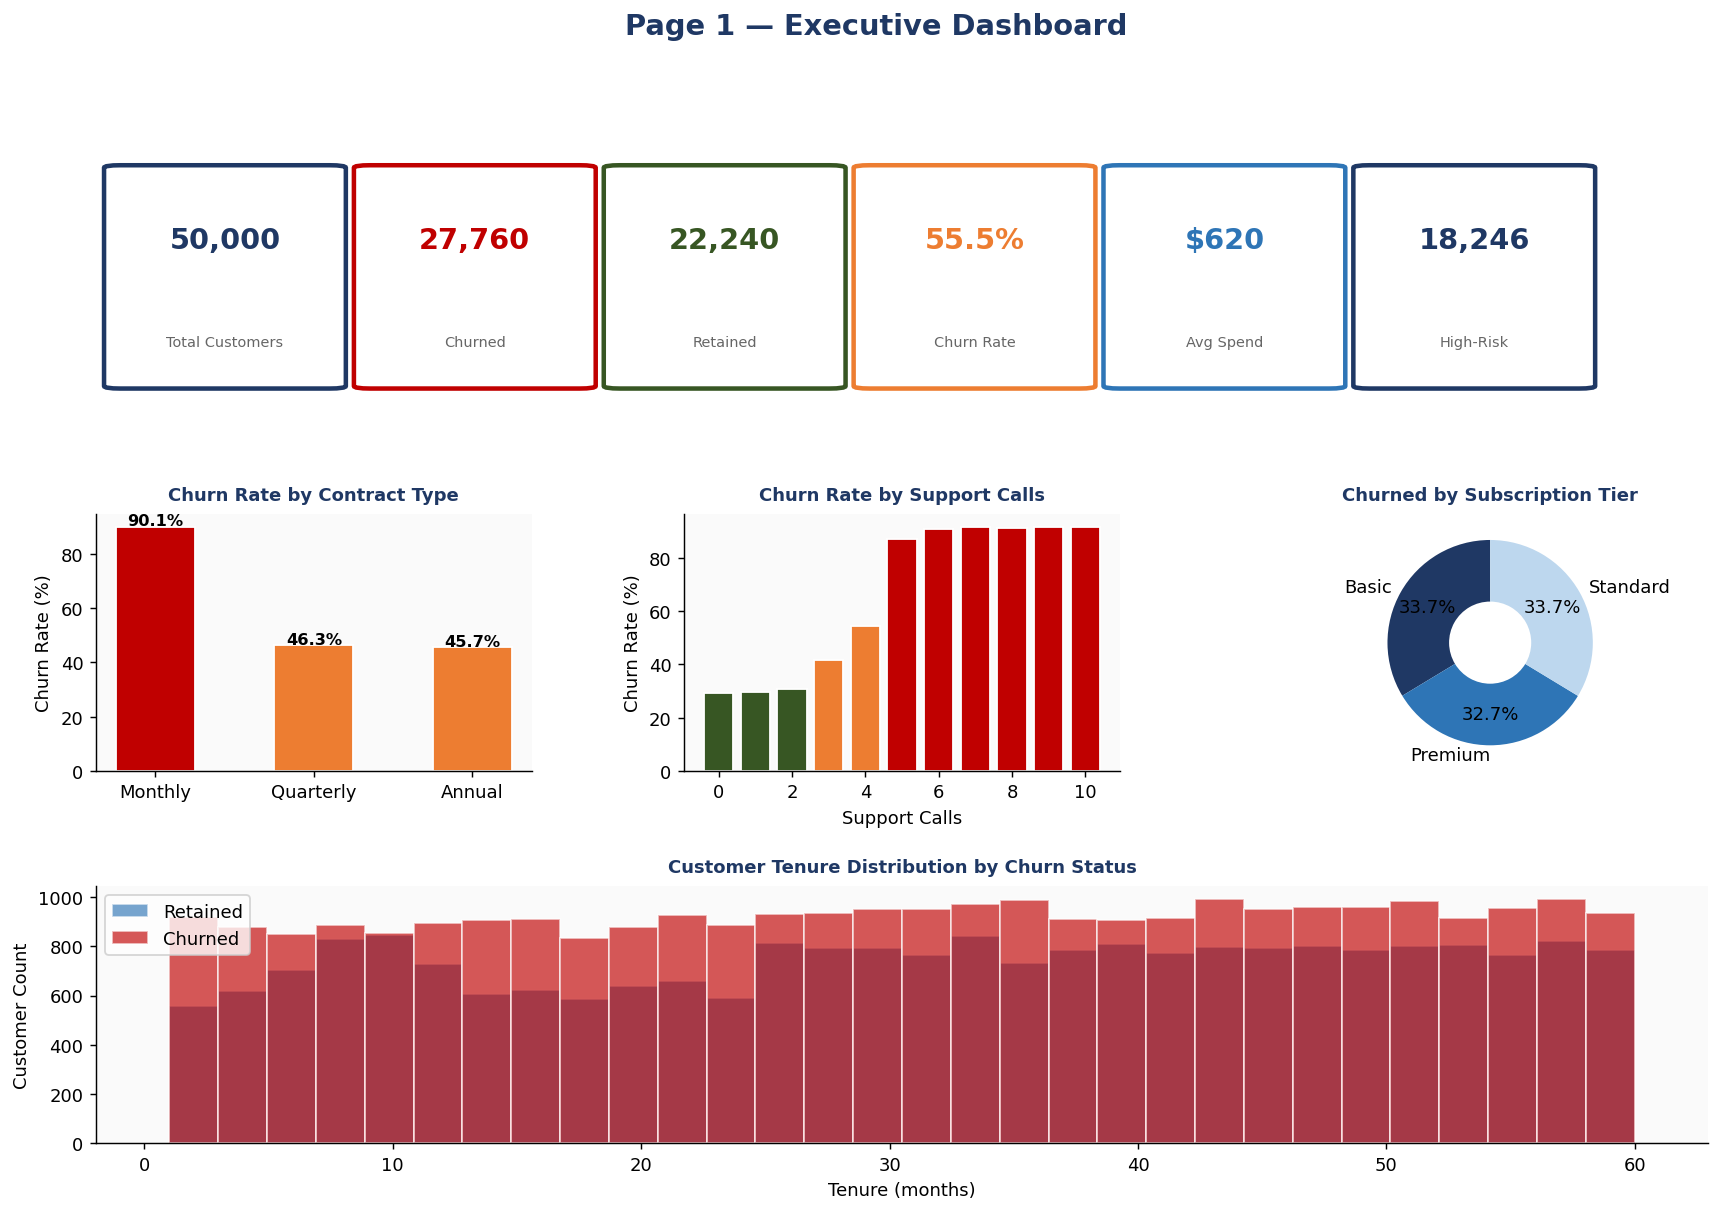 Page 1 — Executive Dashboard
50,000
Total Customers
27,760
Churned
22,240
Retained
55.5%
Churn Rate
$620
Avg Spend
18,246
High-Risk
Churn Rate by Contract Type
Churn Rate (%)
80
60
40
20
0
90.1%
46.3%
45.7%
Monthly
Quarterly
Annual
Churn Rate by Support Calls
Churn Rate (%)
80
60
40
20
0
0
2
4
6
8
10
Support Calls
Churned by Subscription Tier
Basic
33.7%
33.7%
Standard
32.7%
Premium
Customer Tenure Distribution by Churn Status
Customer Count
1000
800
600
400
200
0
Retained
Churned
0
10
20
30
40
50
60
Tenure (months)